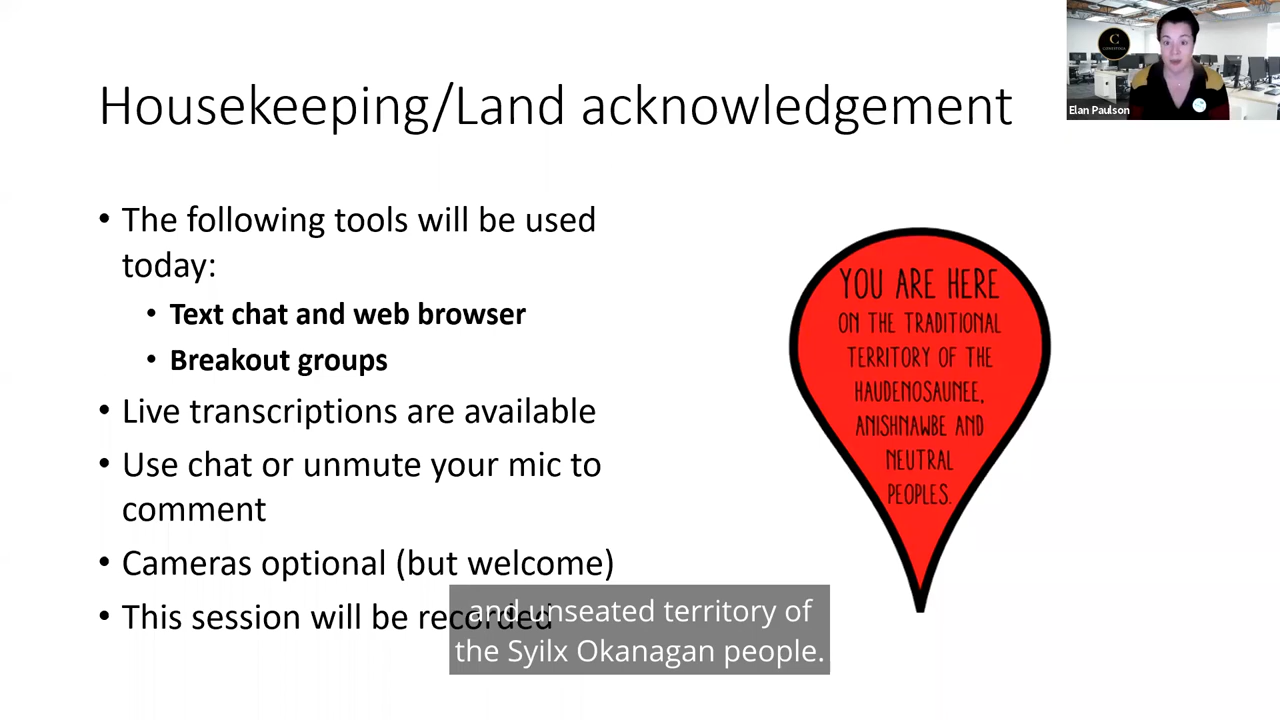 Housekeeping/Land acknowledgement
Elan Paulson
C
• The following tools will be used
today:
• Text chat and web browser
• Breakout groups
• Live transcriptions are available
• Use chat or unmute your mic to
comment
• Cameras optional (but welcome)
• This session will be recorded
YOU ARE HERE
ON THE TRADITIONAL
TERRITORY OF THE
HAUDENOSAUNEE,
ANISHNAWBE AND
NEUTRAL
PEOPLES.
and unseated territory of
the Syilx Okanagan people.